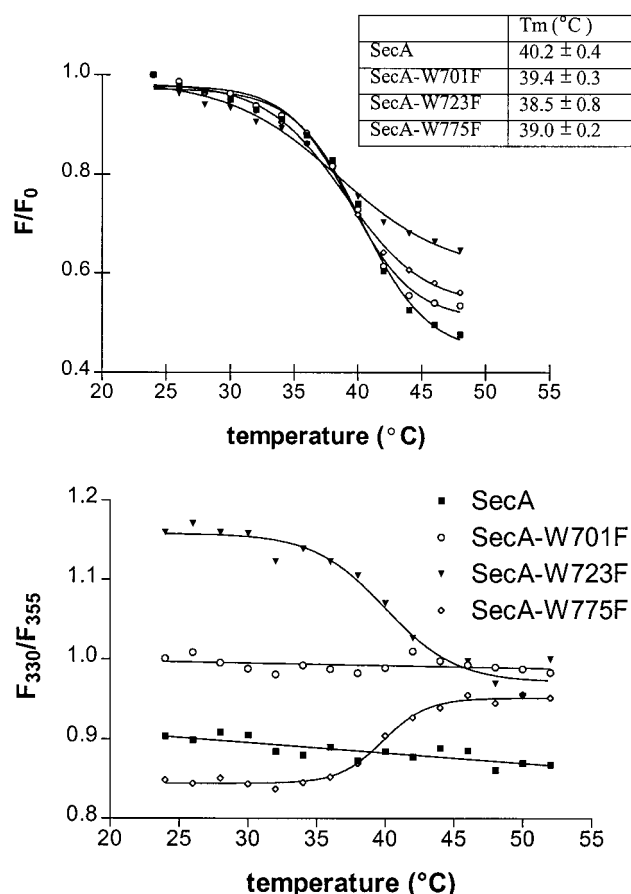 Tm (°C )
SecA 40.2 ± 0.4
SecA-W701F 39.4 ± 0.3
SecA-W723F 38.5 ± 0.8
SecA-W775F 39.0 ± 0.2
1.0
0.8
0.6
0.4
F/F0
20 25 30 35 40 45 50 55
temperature (°C)
1.2
1.1
1.0
0.9
0.8
F330/F355
SecA
SecA-W701F
SecA-W723F
SecA-W775F
20 25 30 35 40 45 50 55
temperature (°C)